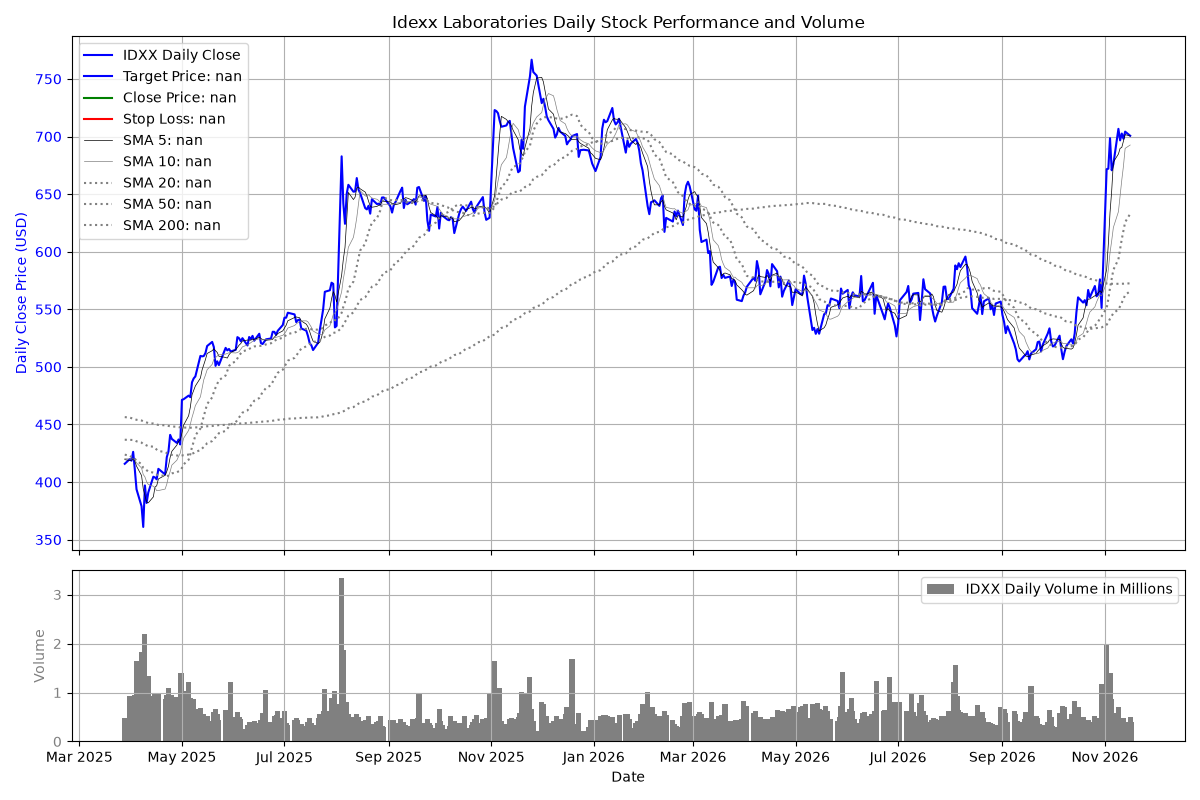 Idexx Laboratories Daily Stock Performance and Volume
IDXX Daily Close
Target Price: nan
Close Price: nan
Stop Loss: nan
SMA 5: nan
SMA 10: nan
SMA 20: nan
SMA 50: nan
SMA 200: nan
Daily Close Price (USD)
750
700
650
600
550
500
450
400
350
IDXX Daily Volume in Millions
Volume
3
2
1
0
Mar 2025 May 2025 Jul 2025 Sep 2025 Nov 2025 Jan 2026 Mar 2026 May 2026 Jul 2026 Sep 2026 Nov 2026
Date